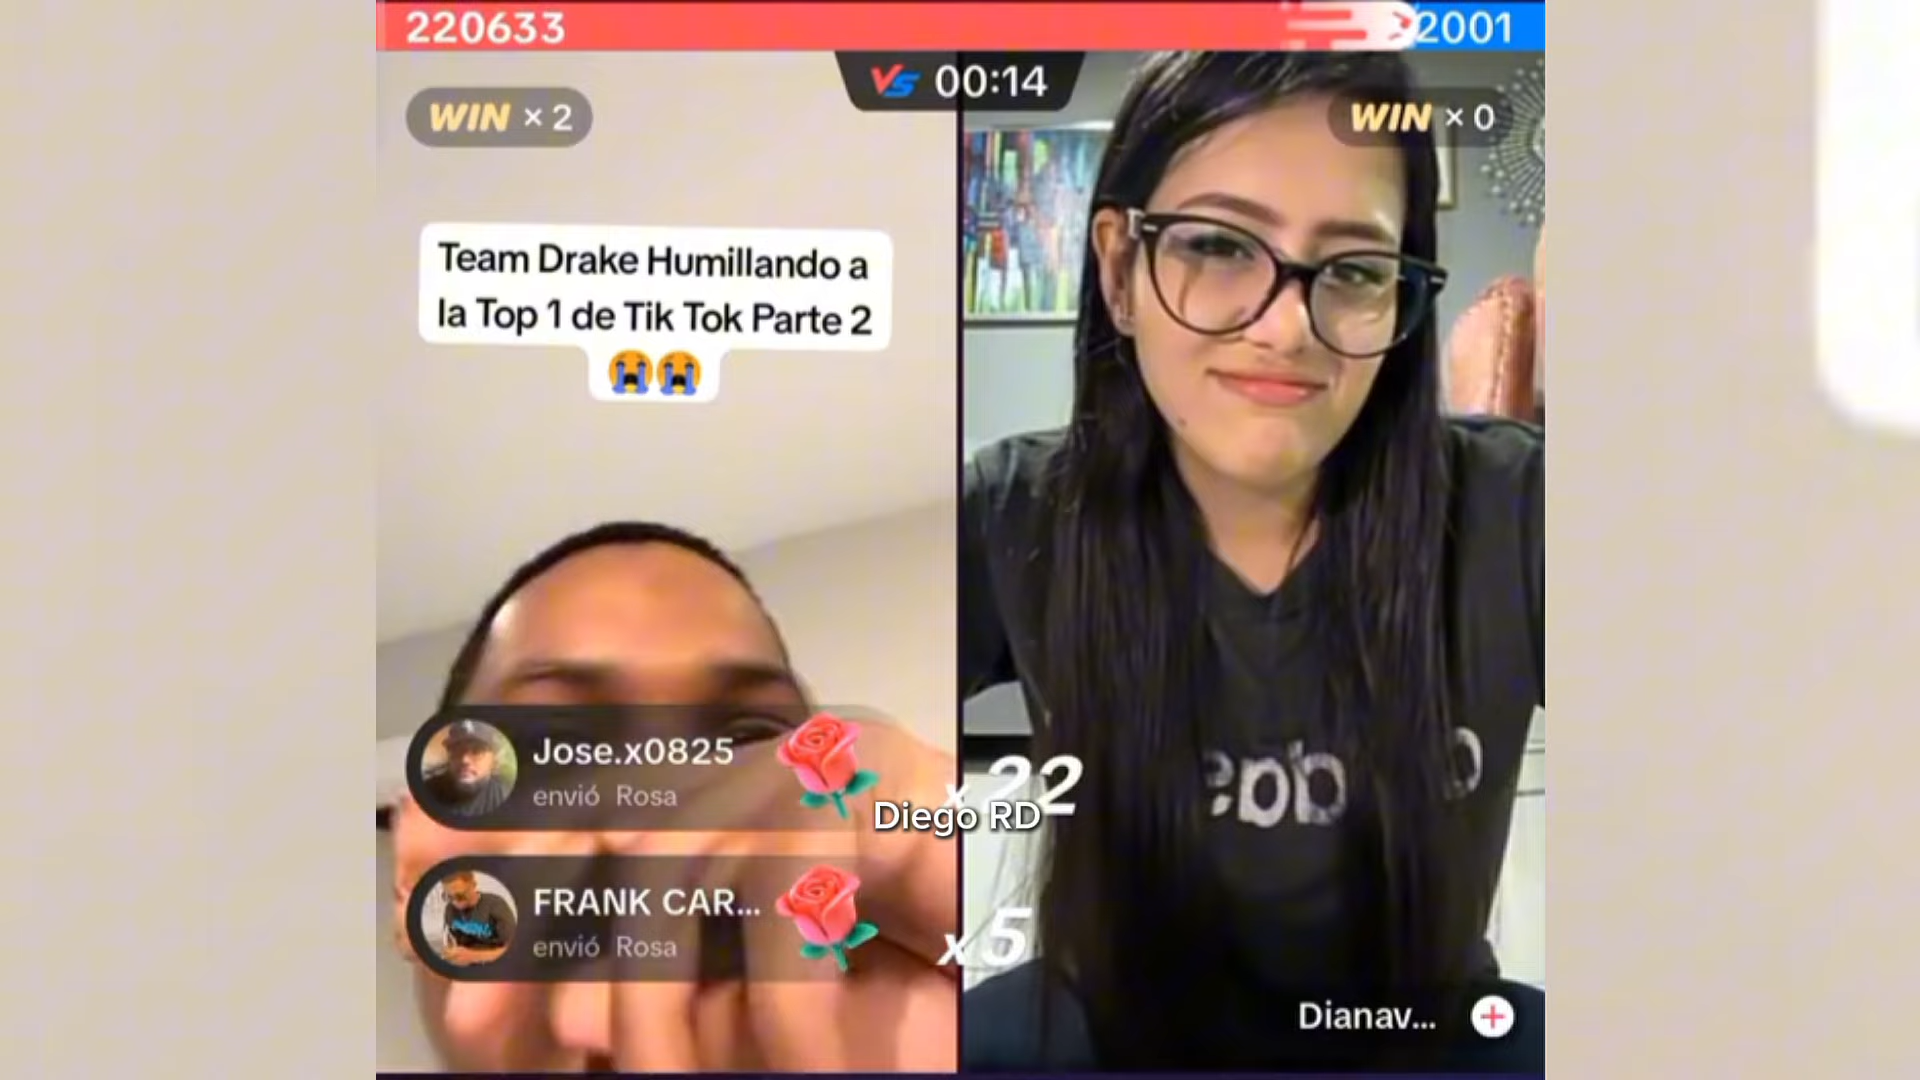 220633
2001
VS 00:14
WIN × 2
WIN × 0
Team Drake Humillando a
la Top 1 de Tik Tok Parte 2
😭😭
Jose.x0825
envió Rosa
x22
Diego RD
FRANK CAR...
envió Rosa
x5
Dianav...